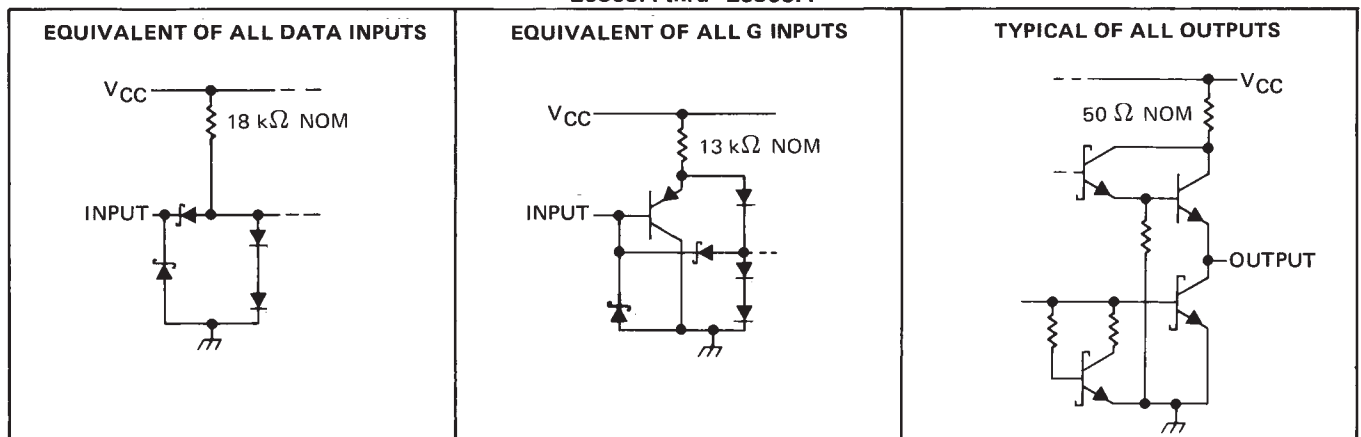 EQUIVALENT OF ALL DATA INPUTS
VCC
18 kΩ NOM
INPUT
EQUIVALENT OF ALL G INPUTS
VCC
13 kΩ NOM
INPUT
TYPICAL OF ALL OUTPUTS
VCC
50 Ω NOM
OUTPUT